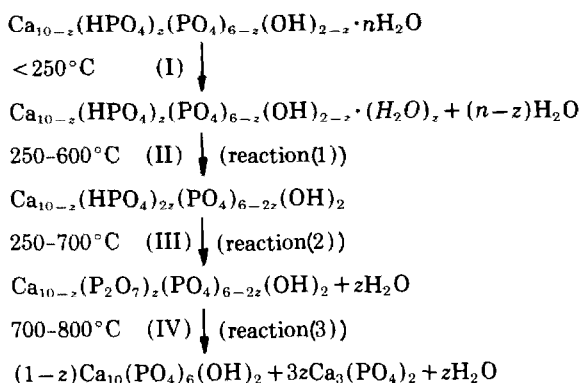 Ca₁₀₋z(HPO₄)z(PO₄)₆₋z(OH)₂₋z·nH₂O
<250°C (I)
Ca₁₀₋z(HPO₄)z(PO₄)₆₋z(OH)₂₋z·(H₂O)z + (n−z)H₂O
250-600°C (II) (reaction(1))
Ca₁₀₋z(HPO₄)₂z(PO₄)₆₋₂z(OH)₂
250-700°C (III) (reaction(2))
Ca₁₀₋z(P₂O₇)z(PO₄)₆₋₂z(OH)₂ + zH₂O
700-800°C (IV) (reaction(3))
(1−z)Ca₁₀(PO₄)₆(OH)₂ + 3zCa₃(PO₄)₂ + zH₂O